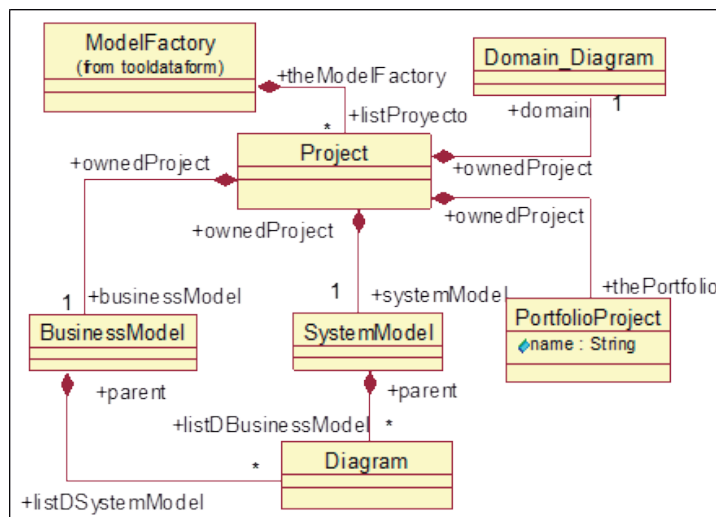 ModelFactory
(from tooldataform)
Domain_Diagram
+theModelFactory
+domain
1
*
+listProyecto
Project
+ownedProject
+ownedProject
+ownedProject
+ownedProject
1
+businessModel
1
+systemModel
+thePortfolio
BusinessModel
SystemModel
PortfolioProject
name : String
+parent
+parent
+listDBusinessModel
*
*
Diagram
+listDSystemModel